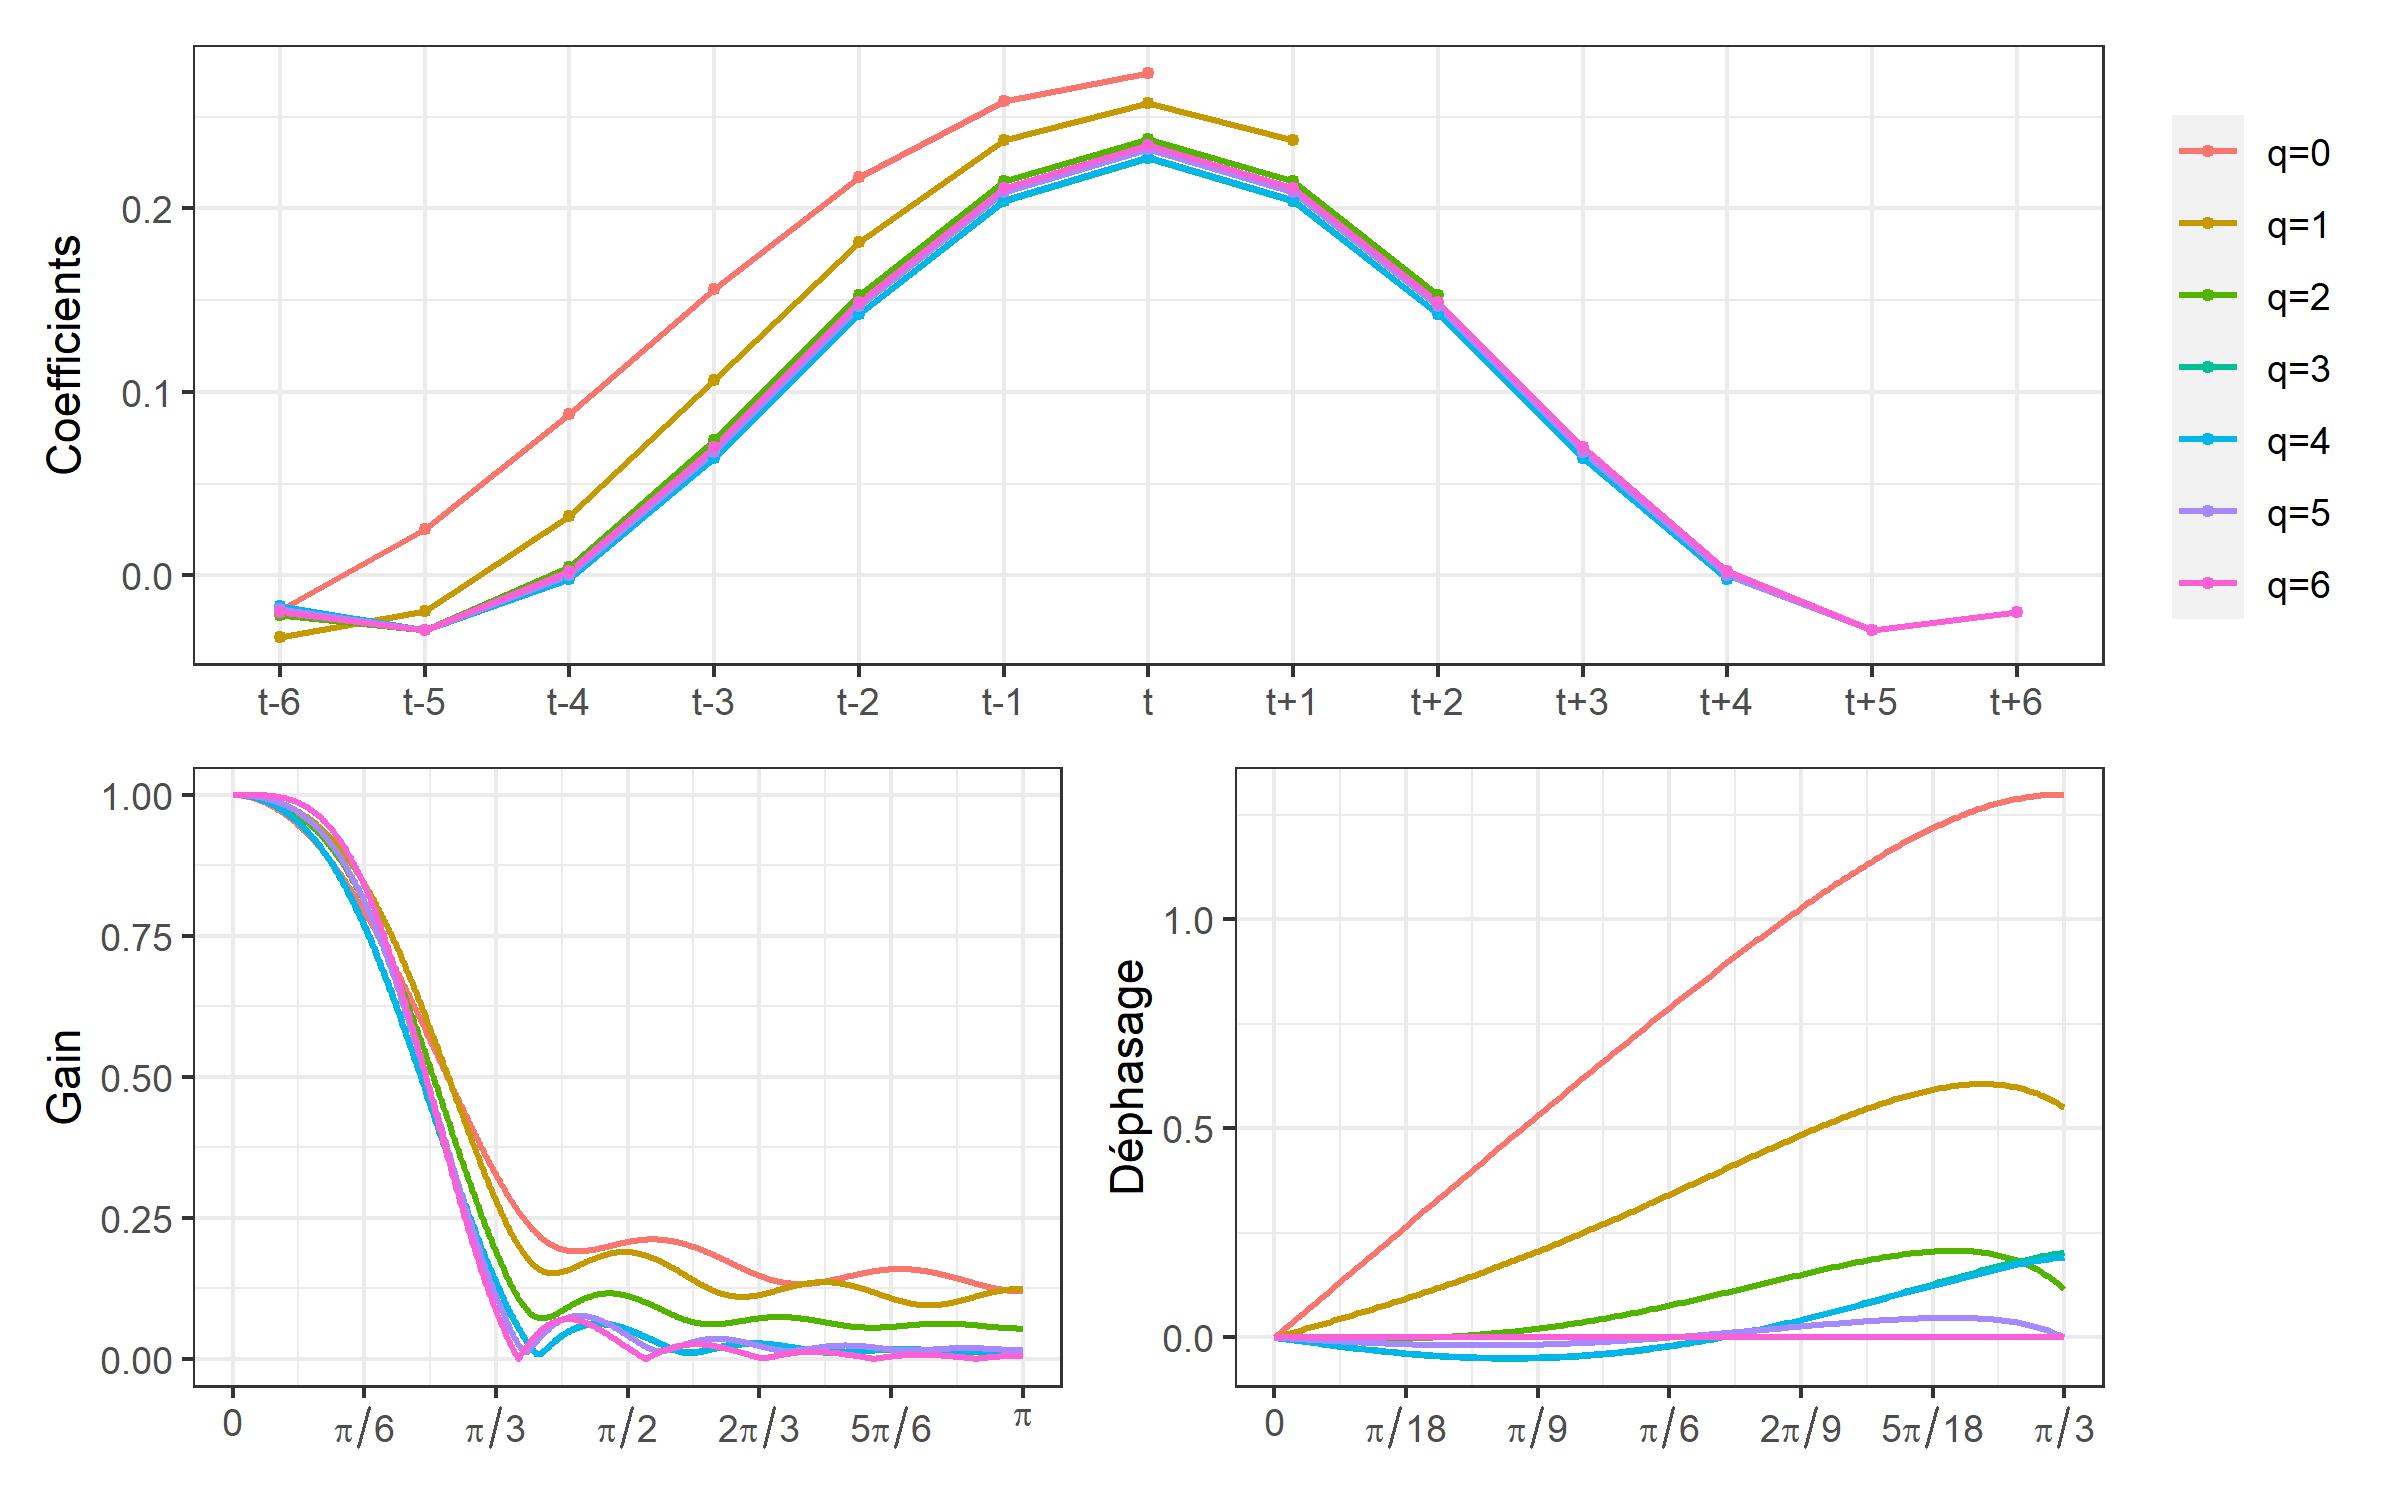 Coefficients
0.2
0.1
0.0
t-6 t-5 t-4 t-3 t-2 t-1 t t+1 t+2 t+3 t+4 t+5 t+6
q=0
q=1
q=2
q=3
q=4
q=5
q=6
Gain
1.00
0.75
0.50
0.25
0.00
0 π/6 π/3 π/2 2π/3 5π/6 π
Déphasage
1.0
0.5
0.0
0 π/18 π/9 π/6 2π/9 5π/18 π/3